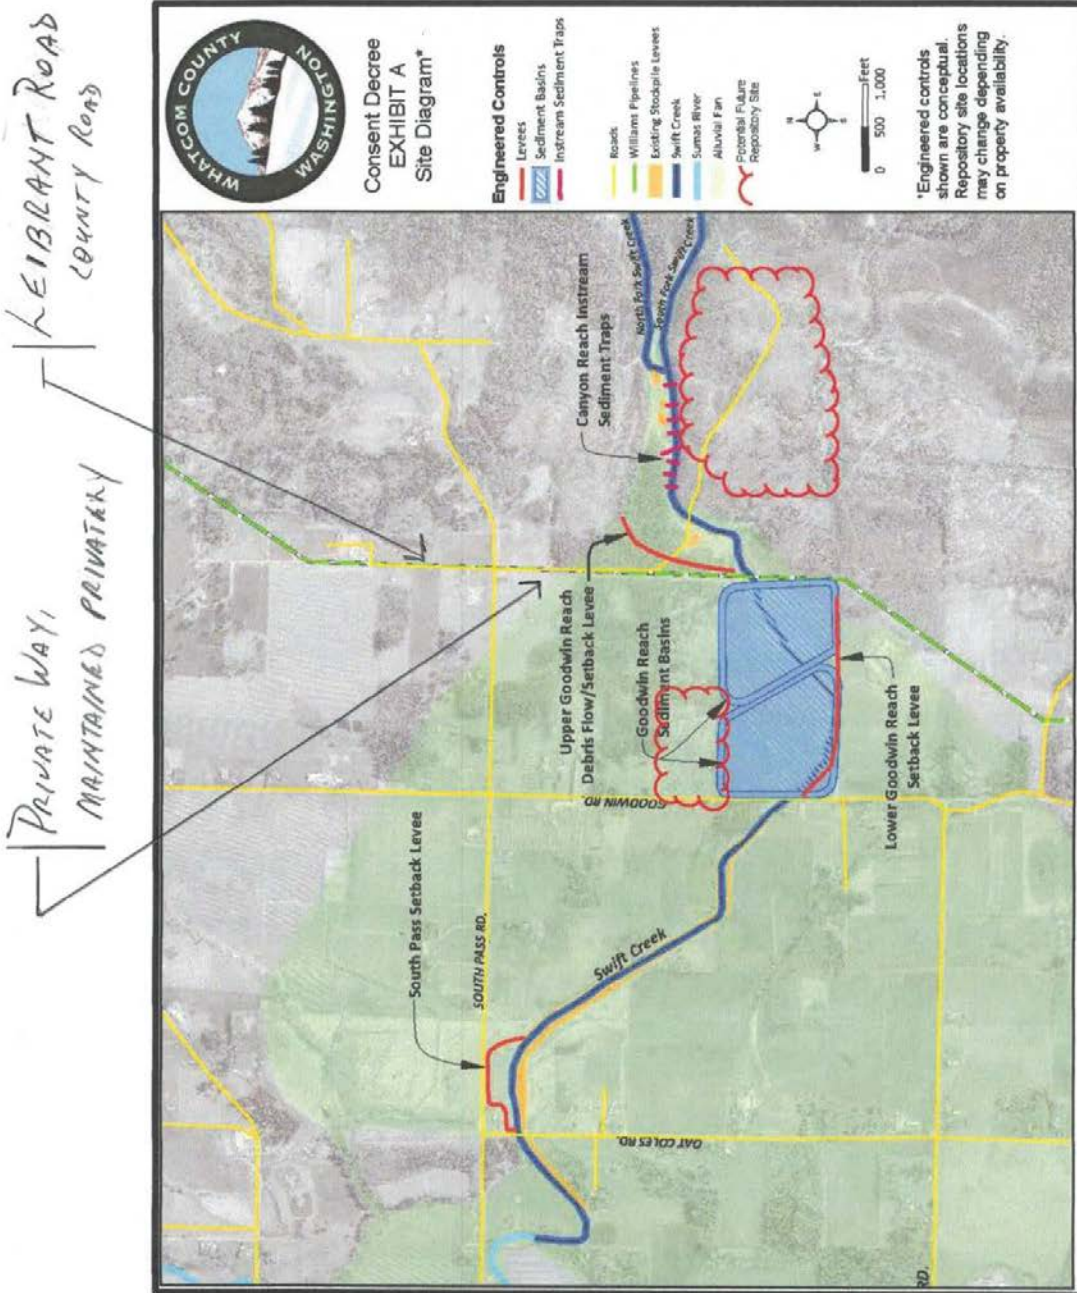 LEIBRANT ROAD
COUNTY ROAD
PRIVATE WAY,
MAINTAINED PRIVATELY
WHATCOM COUNTY
WASHINGTON
Consent Decree
EXHIBIT A
Site Diagram*
Engineered Controls
Levees
Sediment Basins
Instream Sediment Traps
Roads
Williams Pipelines
Existing Stockpile Levees
Swift Creek
Sumas River
Alluvial Fan
Potential Future
Repository Site
N
E
S
W
Feet
0 500 1,000
*Engineered controls
shown are conceptual.
Repository site locations
may change depending
on property availability.
North Fork Swift Creek
South Fork Swift Creek
Canyon Reach Instream
Sediment Traps
Upper Goodwin Reach
Debris Flow/Setback Levee
Goodwin Reach
Sediment Basins
GOODWIN RD.
Lower Goodwin Reach
Setback Levee
South Pass Setback Levee
SOUTH PASS RD.
Swift Creek
OAT COLES RD.
RD.